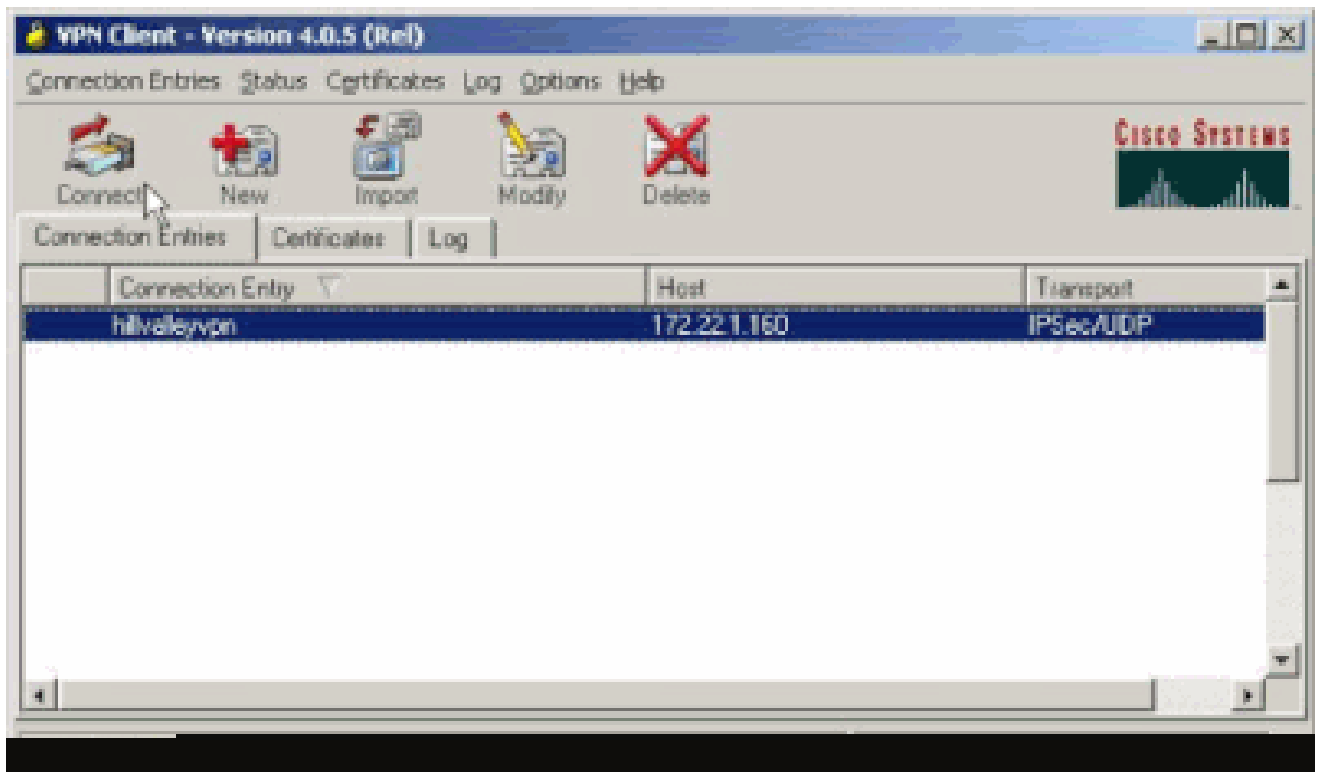 VPN Client - Version 4.0.5 (Rel)
Connection Entries Status Certificates Log Options Help
Connect New Import Modify Delete
CISCO SYSTEMS
Connection Entries Certificates Log
Connection Entry Host Transport
hillvalleyvpn 172.22.1.160 IPSec/UDP